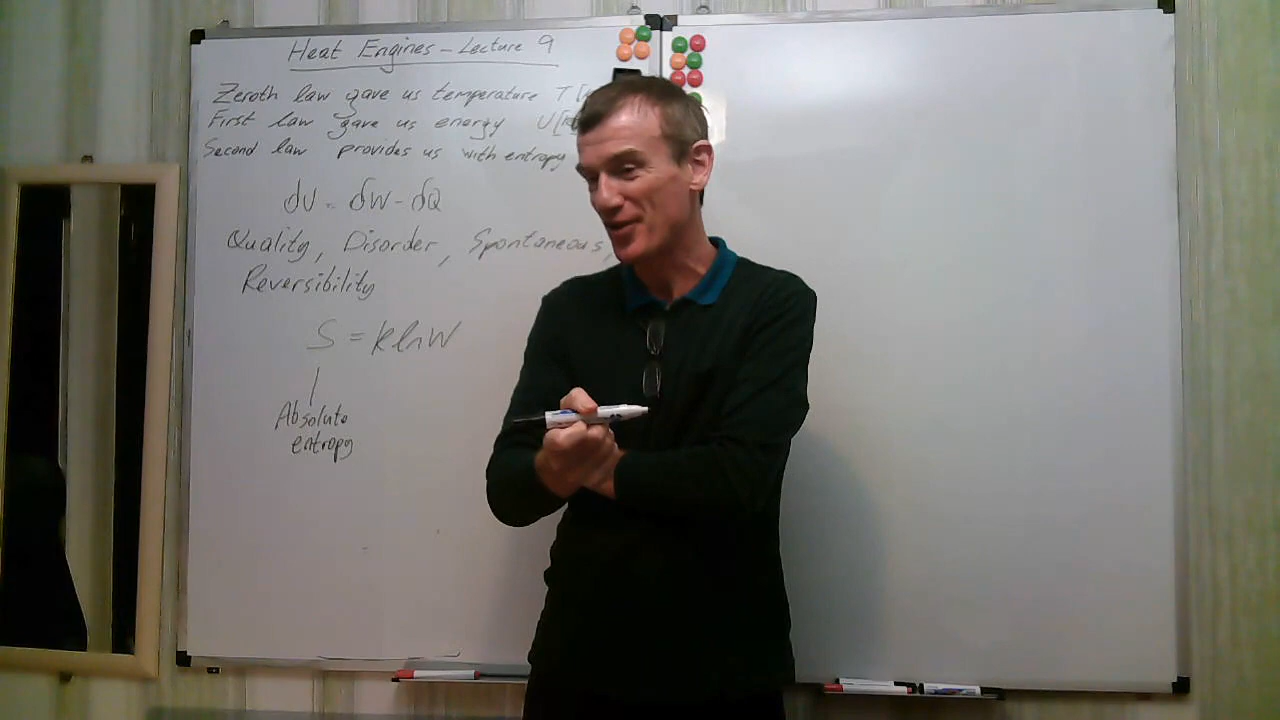 Heat Engines - Lecture 9
Zeroth law gave us temperature T [
First law gave us energy U [
Second law provides us with entropy
dU = δW - δQ
Quality, Disorder, Spontaneous,
Reversibility
S = k ln W
Absolute
entropy